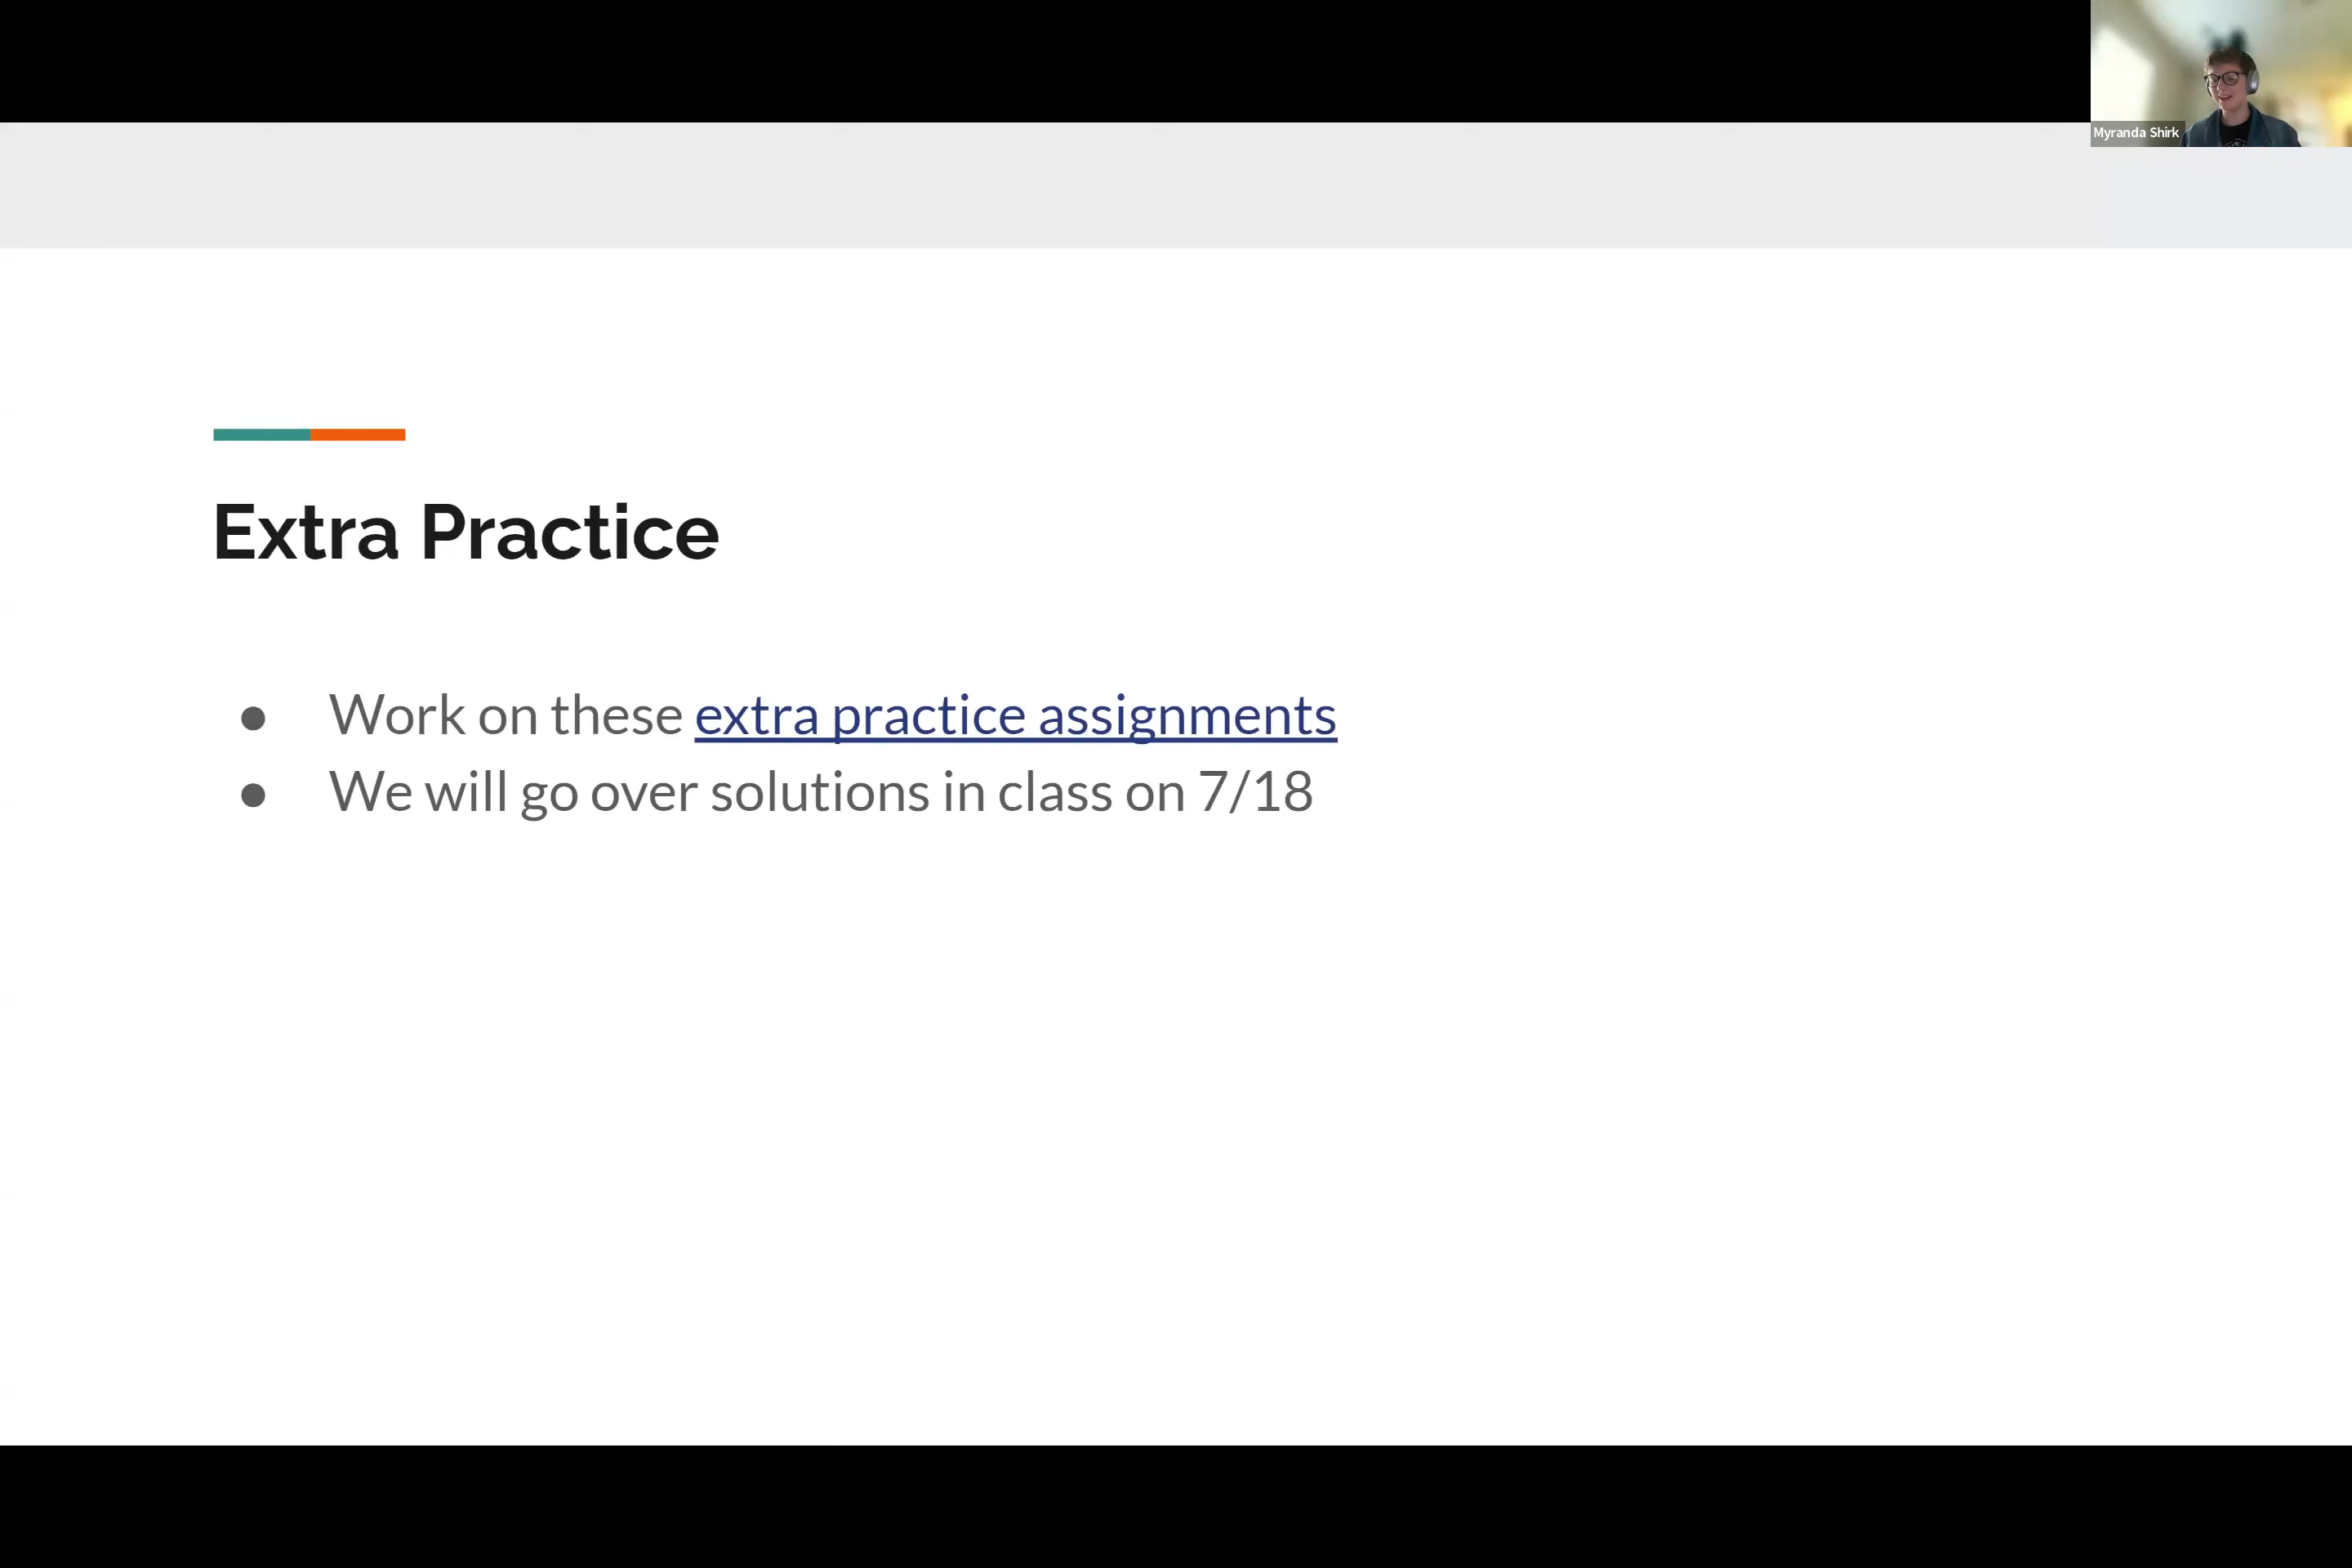 Myranda Shirk
Extra Practice
● Work on these extra practice assignments
● We will go over solutions in class on 7/18